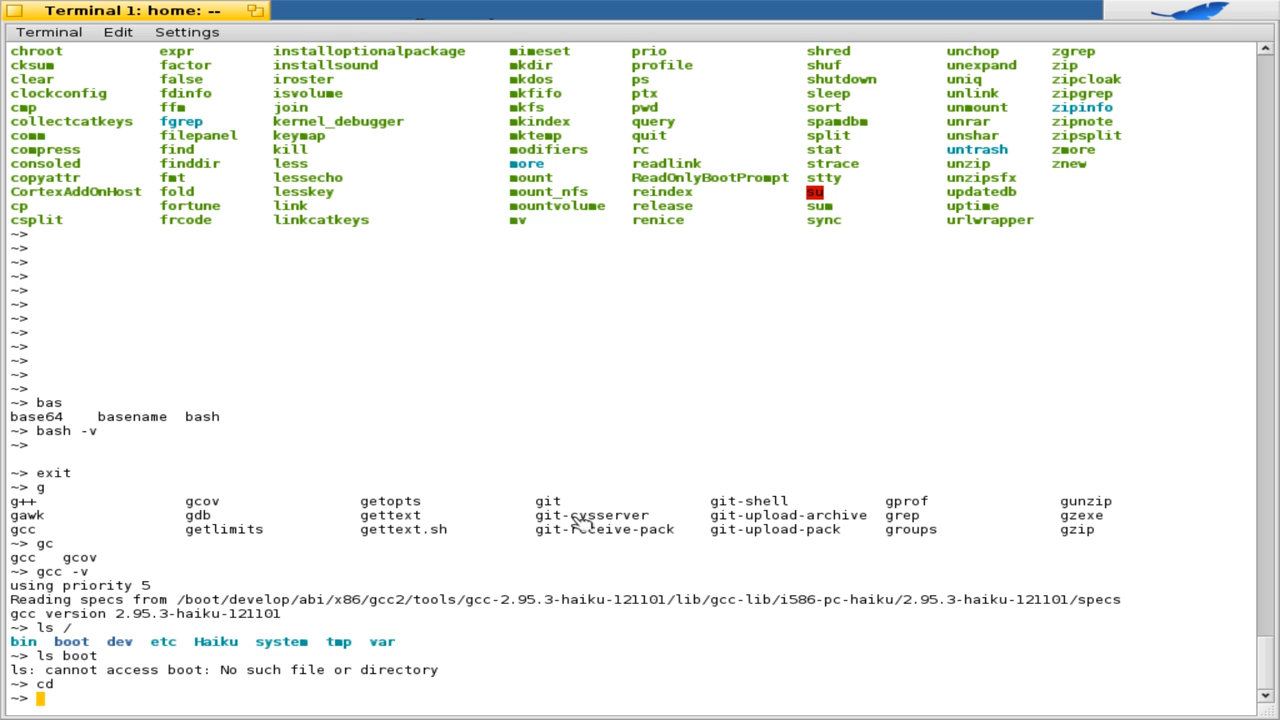 Terminal 1: home: --
Terminal Edit Settings
chroot expr installoptionalpackage mimeset prio shred unchop zgrep
cksum factor installsound mkdir profile shuf unexpand zip
clear false iroster mkdos ps shutdown uniq zipcloak
clockconfig fdinfo isvolume mkfifo ptx sleep unlink zipgrep
cmp ffm join mkfs pwd sort unmount zipinfo
collectcatkeys fgrep kernel_debugger mkindex query spamdbm unrar zipnote
comm filepanel keymap mktemp quit split unshar zipsplit
compress find kill modifiers rc stat untrash zmore
consoled finddir less more readlink strace unzip znew
copyattr fmt lessecho mount ReadOnlyBootPrompt stty unzipsfx
CortexAddOnHost fold lesskey mount_nfs reindex su updatedb
cp fortune link mountvolume release sum uptime
csplit frcode linkcatkeys mv renice sync urlwrapper
~>
~>
~>
~>
~>
~>
~>
~>
~>
~>
~>
~>
~> bas
base64 basename bash
~> bash -v
~>
~> exit
~> g
g++ gcov getopts git git-shell gprof gunzip
gawk gdb gettext git-cvsserver git-upload-archive grep gzexe
gcc getlimits gettext.sh git-receive-pack git-upload-pack groups gzip
~> gc
gcc gcov
~> gcc -v
using priority 5
Reading specs from /boot/develop/abi/x86/gcc2/tools/gcc-2.95.3-haiku-121101/lib/gcc-lib/i586-pc-haiku/2.95.3-haiku-121101/specs
gcc version 2.95.3-haiku-121101
~> ls /
bin boot dev etc Haiku system tmp var
~> ls boot
ls: cannot access boot: No such file or directory
~> cd
~>